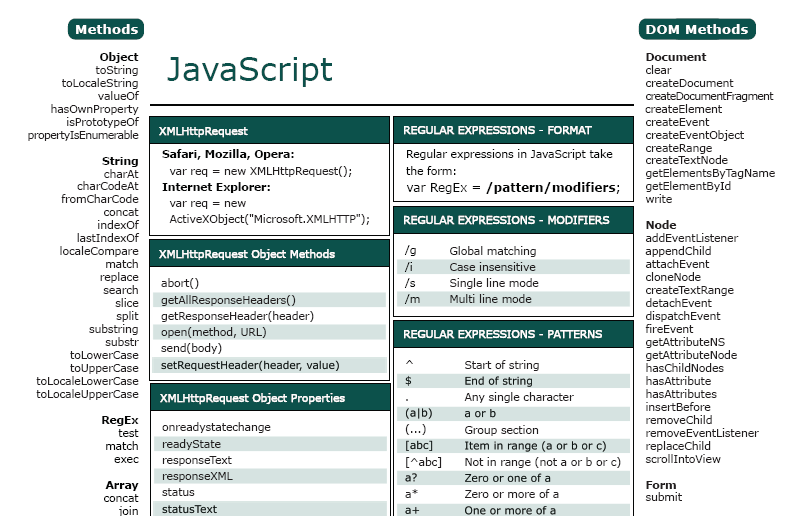 Methods
Object
toString
toLocaleString
valueOf
hasOwnProperty
isPrototypeOf
propertyIsEnumerable
String
charAt
charCodeAt
fromCharCode
concat
indexOf
lastIndexOf
localeCompare
match
replace
search
slice
split
substring
substr
toLowerCase
toUpperCase
toLocaleLowerCase
toLocaleUpperCase
RegEx
test
match
exec
Array
concat
join
JavaScript
XMLHttpRequest
Safari, Mozilla, Opera:
var req = new XMLHttpRequest();
Internet Explorer:
var req = new
ActiveXObject("Microsoft.XMLHTTP");
XMLHttpRequest Object Methods
abort()
getAllResponseHeaders()
getResponseHeader(header)
open(method, URL)
send(body)
setRequestHeader(header, value)
XMLHttpRequest Object Properties
onreadystatechange
readyState
responseText
responseXML
status
statusText
REGULAR EXPRESSIONS - FORMAT
Regular expressions in JavaScript take
the form:
var RegEx = /pattern/modifiers;
REGULAR EXPRESSIONS - MODIFIERS
/g Global matching
/i Case insensitive
/s Single line mode
/m Multi line mode
REGULAR EXPRESSIONS - PATTERNS
^ Start of string
$ End of string
. Any single character
(a|b) a or b
(...) Group section
[abc] Item in range (a or b or c)
[^abc] Not in range (not a or b or c)
a? Zero or one of a
a* Zero or more of a
a+ One or more of a
DOM Methods
Document
clear
createDocument
createDocumentFragment
createElement
createEvent
createEventObject
createRange
createTextNode
getElementsByTagName
getElementById
write
Node
addEventListener
appendChild
attachEvent
cloneNode
createTextRange
detachEvent
dispatchEvent
fireEvent
getAttributeNS
getAttributeNode
hasChildNodes
hasAttribute
hasAttributes
insertBefore
removeChild
removeEventListener
replaceChild
scrollIntoView
Form
submit